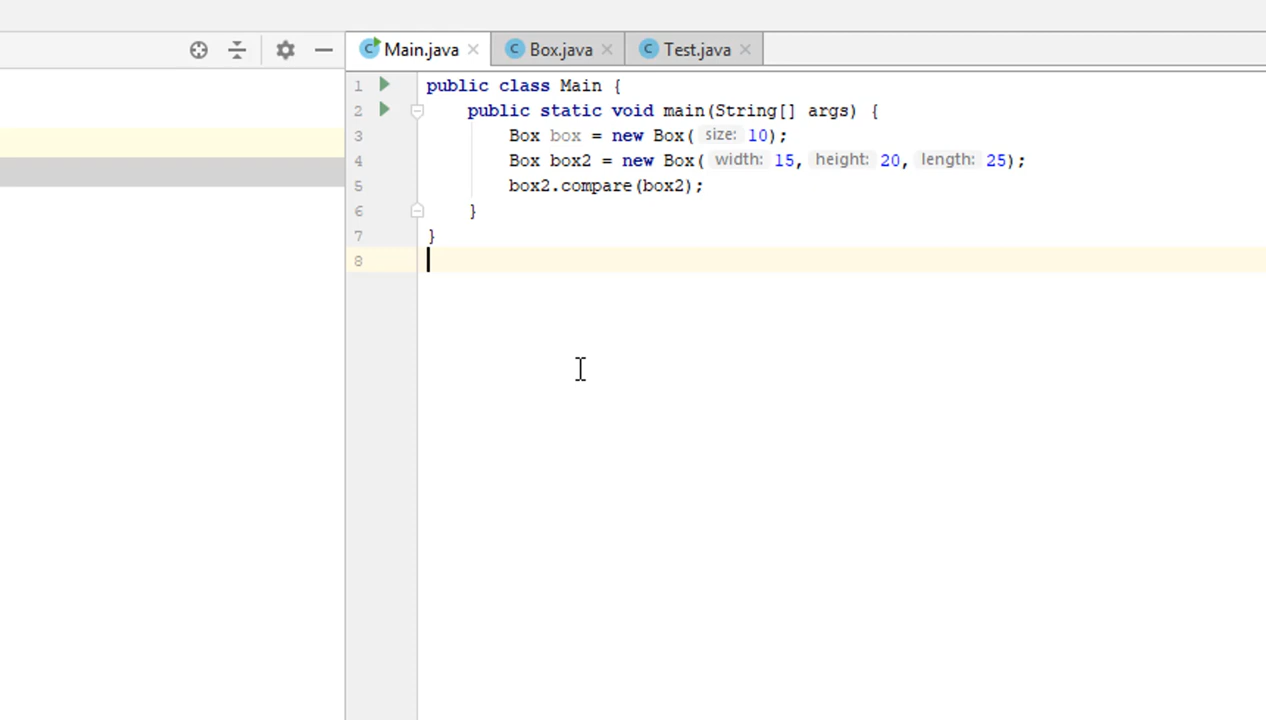 Main.java Box.java Test.java
1 public class Main {
2 public static void main(String[] args) {
3 Box box = new Box( size: 10);
4 Box box2 = new Box( width: 15, height: 20, length: 25);
5 box2.compare(box2);
6 }
7 }
8